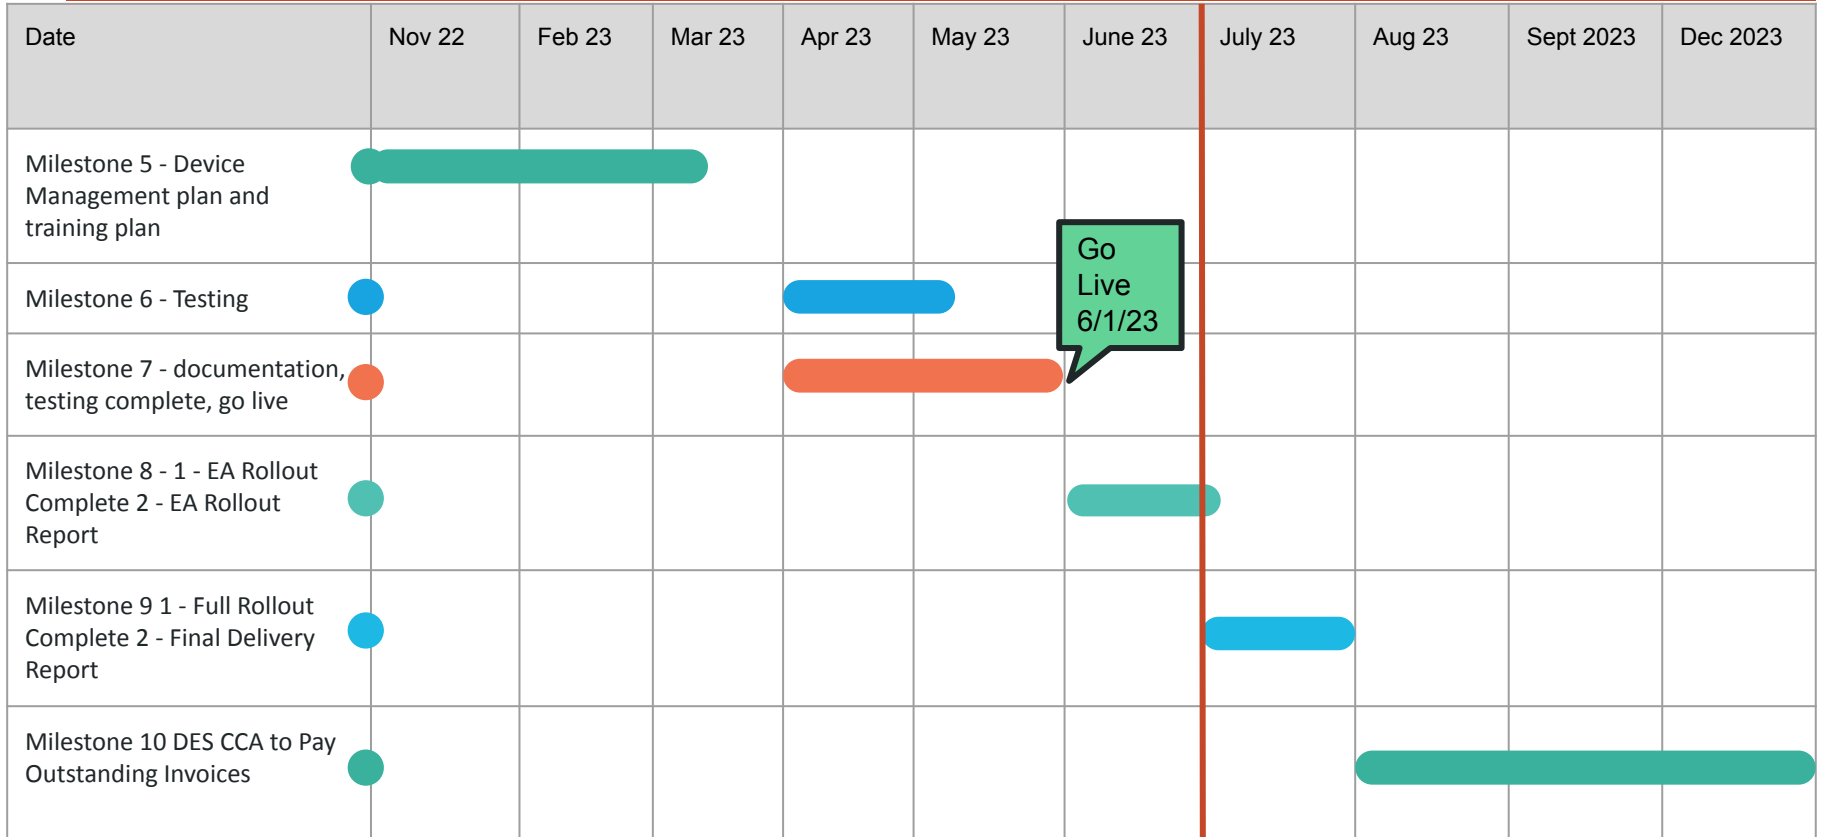 Date
Nov 22
Feb 23
Mar 23
Apr 23
May 23
June 23
July 23
Aug 23
Sept 2023
Dec 2023
Milestone 5 - Device
Management plan and
training plan
Go
Live
6/1/23
Milestone 6 - Testing
Milestone 7 - documentation,
testing complete, go live
Milestone 8 - 1 - EA Rollout
Complete 2 - EA Rollout
Report
Milestone 9 1 - Full Rollout
Complete 2 - Final Delivery
Report
Milestone 10 DES CCA to Pay
Outstanding Invoices